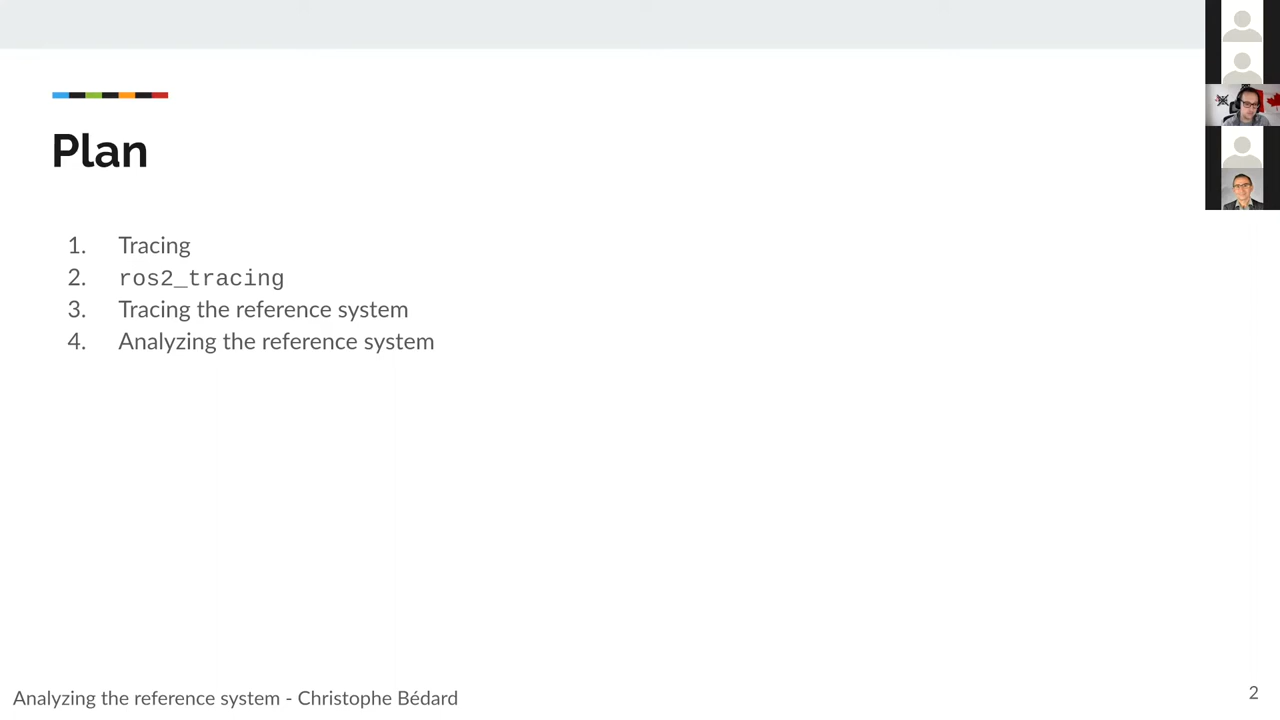 Plan
1. Tracing
2. ros2_tracing
3. Tracing the reference system
4. Analyzing the reference system
Analyzing the reference system - Christophe Bédard
2